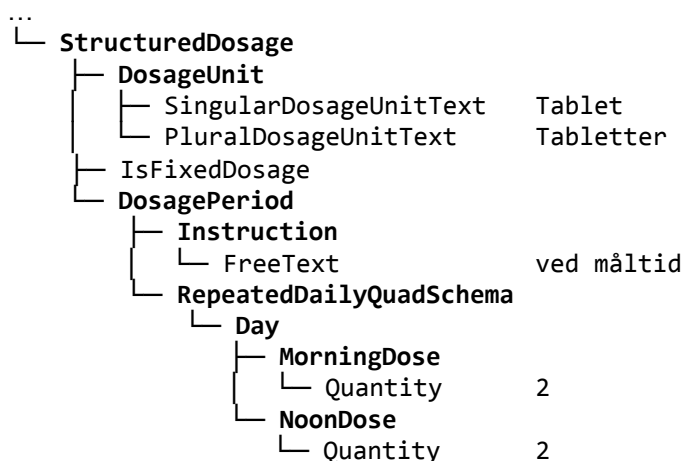 ...
StructuredDosage
DosageUnit
SingularDosageUnitText Tablet
PluralDosageUnitText Tabletter
IsFixedDosage
DosagePeriod
Instruction
FreeText ved måltid
RepeatedDailyQuadSchema
Day
MorningDose
Quantity 2
NoonDose
Quantity 2